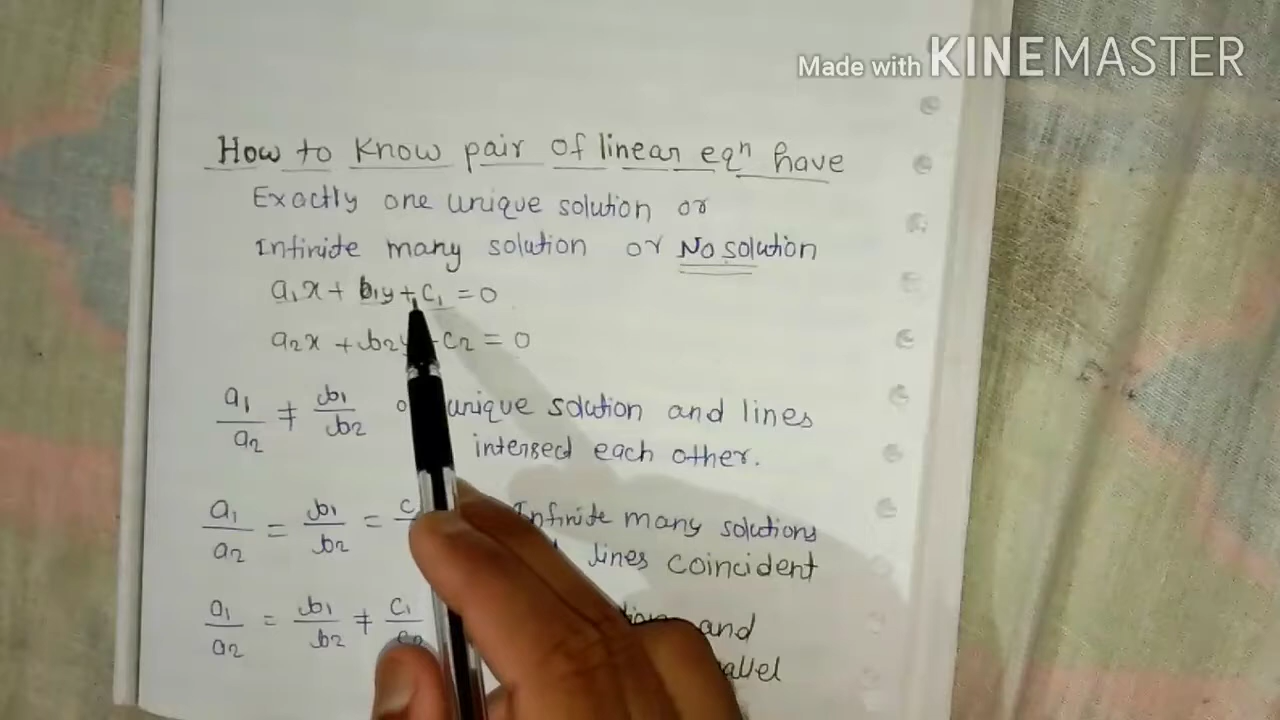 Made with KINEMASTER
How to Know pair of linear eqⁿ have
Exactly one unique solution or
Infinite many solution or No solution
a₁x + b₁y + c₁ = 0
a₂x + b₂y + c₂ = 0
a₁/a₂ ≠ b₁/b₂ unique solution and lines
intersed each other.
a₁/a₂ = b₁/b₂ = Infinite many solutions
lines coincident
a₁/a₂ = b₁/b₂ ≠ c₁/c₂ and